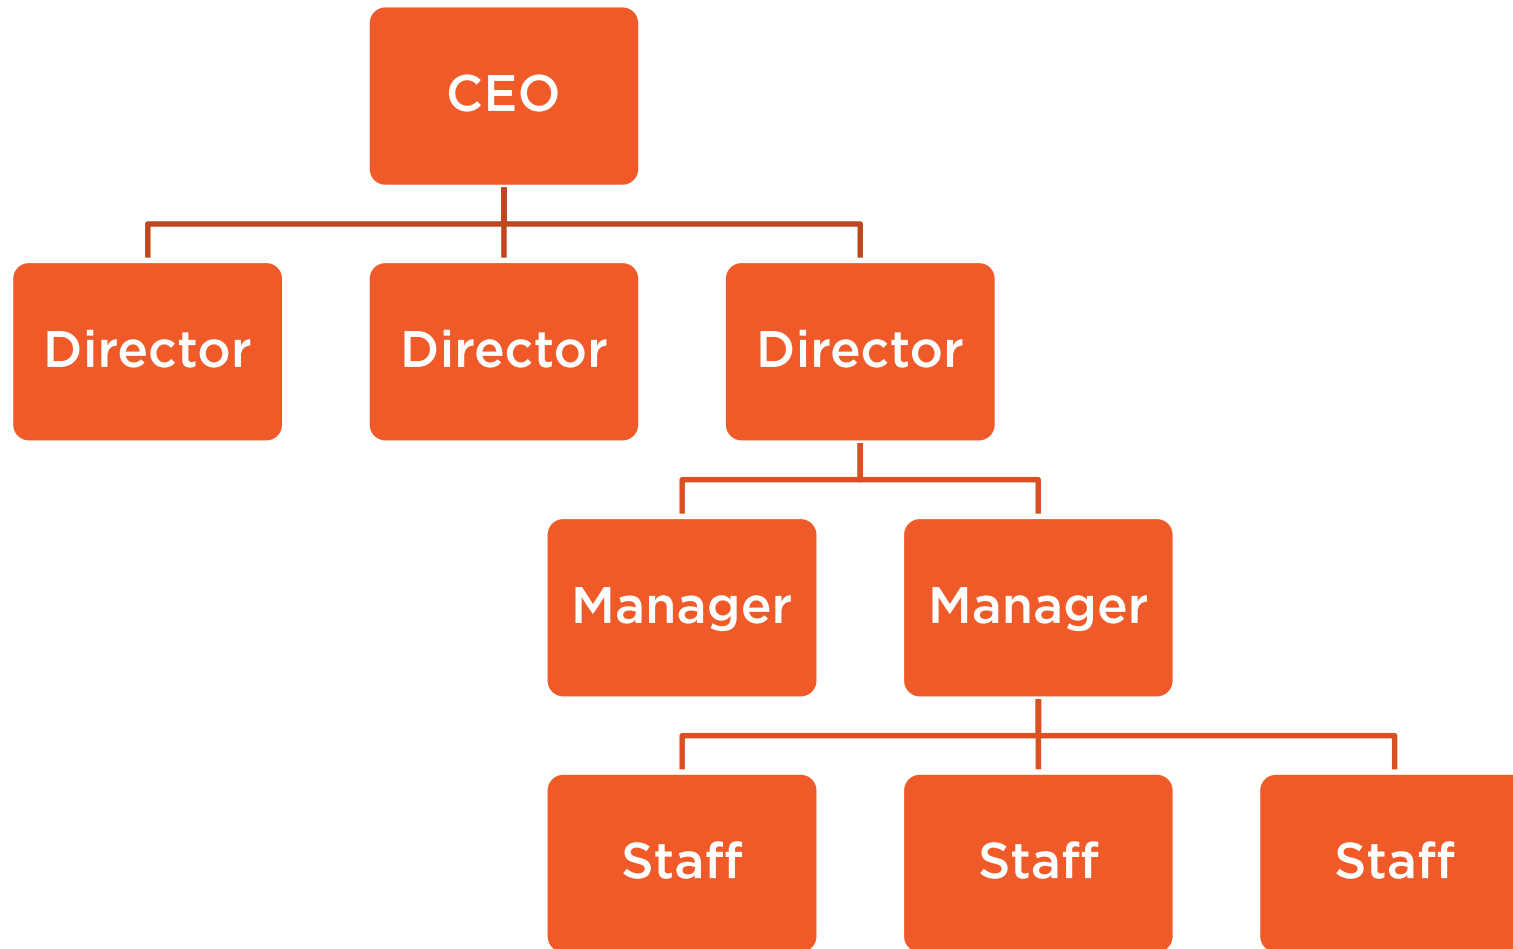 CEO
Director
Director
Director
Manager
Manager
Staff
Staff
Staff